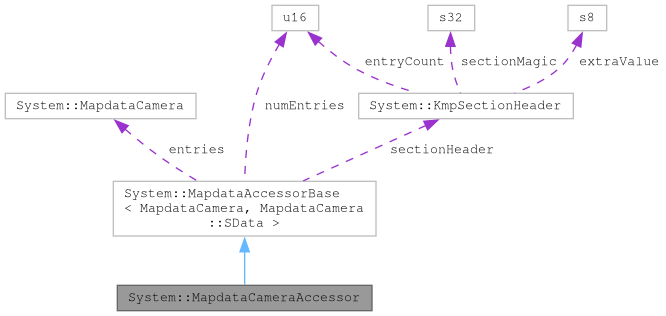 u16
s32
s8
entryCount
sectionMagic
extraValue
System::MapdataCamera
numEntries
System::KmpSectionHeader
entries
sectionHeader
System::MapdataAccessorBase
< MapdataCamera, MapdataCamera
::SData >
System::MapdataCameraAccessor